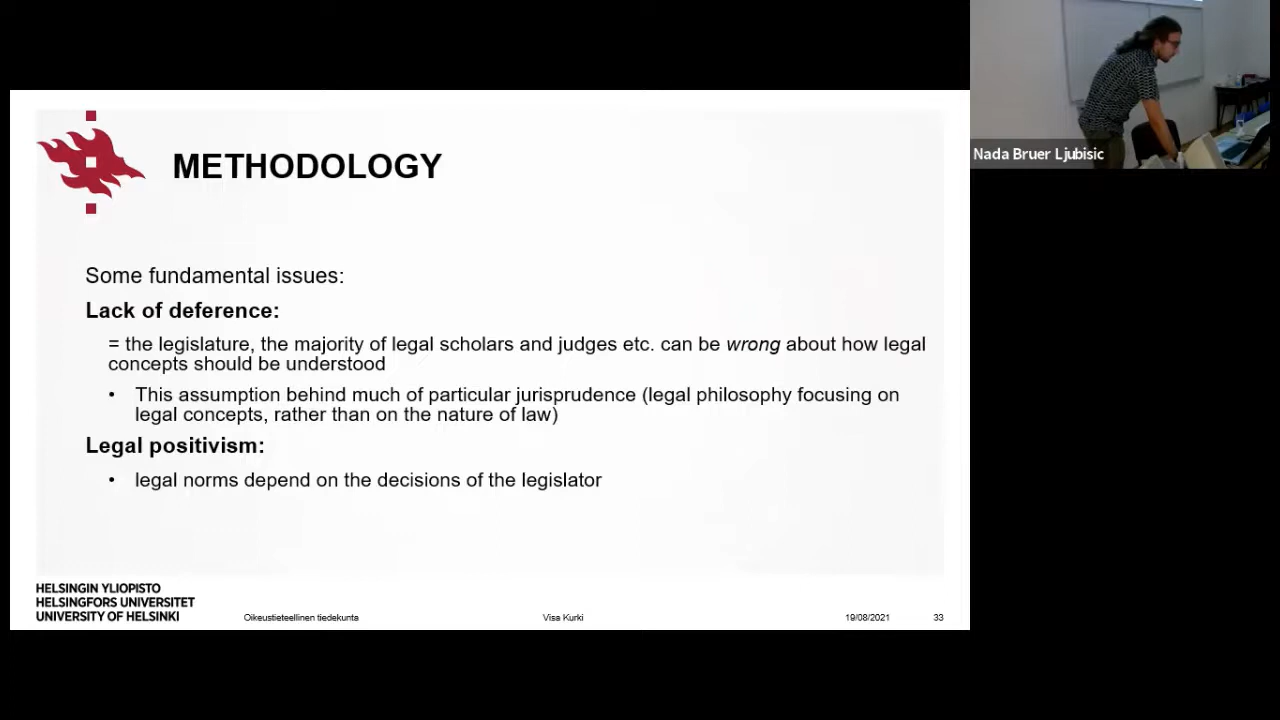 METHODOLOGY
Some fundamental issues:
Lack of deference:
= the legislature, the majority of legal scholars and judges etc. can be wrong about how legal
concepts should be understood
• This assumption behind much of particular jurisprudence (legal philosophy focusing on
legal concepts, rather than on the nature of law)
Legal positivism:
• legal norms depend on the decisions of the legislator
HELSINGIN YLIOPISTO
HELSINGFORS UNIVERSITET
UNIVERSITY OF HELSINKI
Oikeustieteellinen tiedekunta
Visa Kurki
19/08/2021
33
Nada Bruer Ljubisic